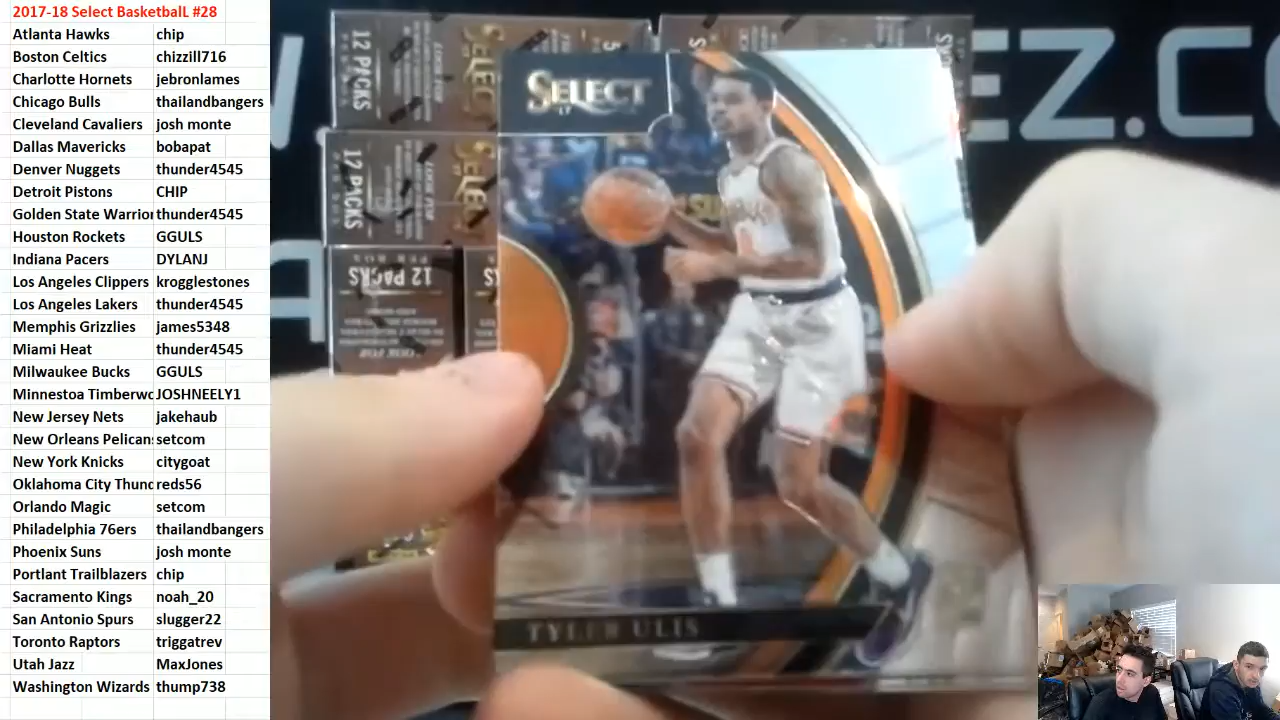 2017-18 Select BasketbalL #28
Atlanta Hawks chip
Boston Celtics chizzill716
Charlotte Hornets jebronlames
Chicago Bulls thailandbangers
Cleveland Cavaliers josh monte
Dallas Mavericks bobapat
Denver Nuggets thunder4545
Detroit Pistons CHIP
Golden State Warrior thunder4545
Houston Rockets GGULS
Indiana Pacers DYLANJ
Los Angeles Clippers krogglestones
Los Angeles Lakers thunder4545
Memphis Grizzlies james5348
Miami Heat thunder4545
Milwaukee Bucks GGULS
Minnestoa Timberwo JOSHNEELY1
New Jersey Nets jakehaub
New Orleans Pelicans setcom
New York Knicks citygoat
Oklahoma City Thund reds56
Orlando Magic setcom
Philadelphia 76ers thailandbangers
Phoenix Suns josh monte
Portlant Trailblazers chip
Sacramento Kings noah_20
San Antonio Spurs slugger22
Toronto Raptors triggatrev
Utah Jazz MaxJones
Washington Wizards thump738
EZ.C
12 PACKS
SELECT
17
12 PACKS
12 PACKS
TYLER ULIS